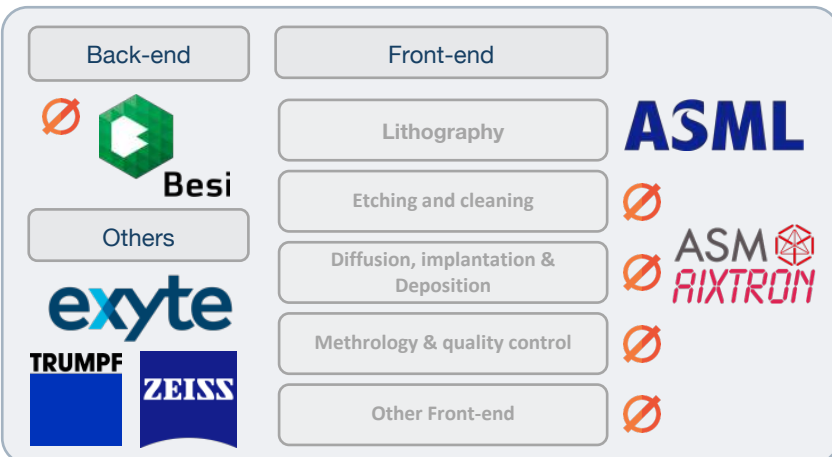 Back-end
Front-end
Besi
Others
exyte
TRUMPF
ZEISS
Lithography
ASML
Etching and cleaning
Diffusion, implantation &
Deposition
ASM
AIXTRON
Methrology & quality control
Other Front-end